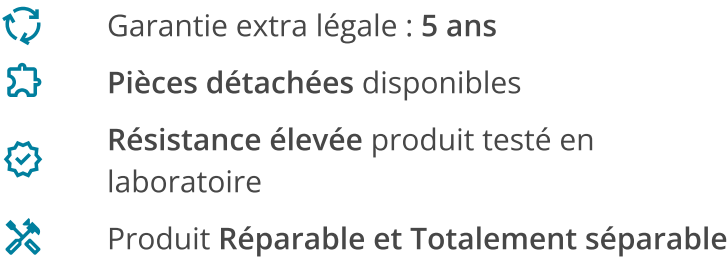 Garantie extra légale : 5 ans
Pièces détachées disponibles
Résistance élevée produit testé en
laboratoire
Produit Réparable et Totalement séparable